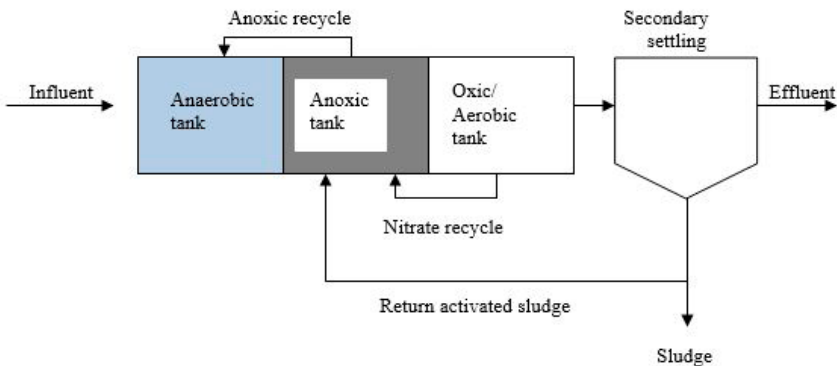 Anoxic recycle
Secondary
settling
Influent
Anaerobic
tank
Anoxic
tank
Oxic/
Aerobic
tank
Effluent
Nitrate recycle
Return activated sludge
Sludge